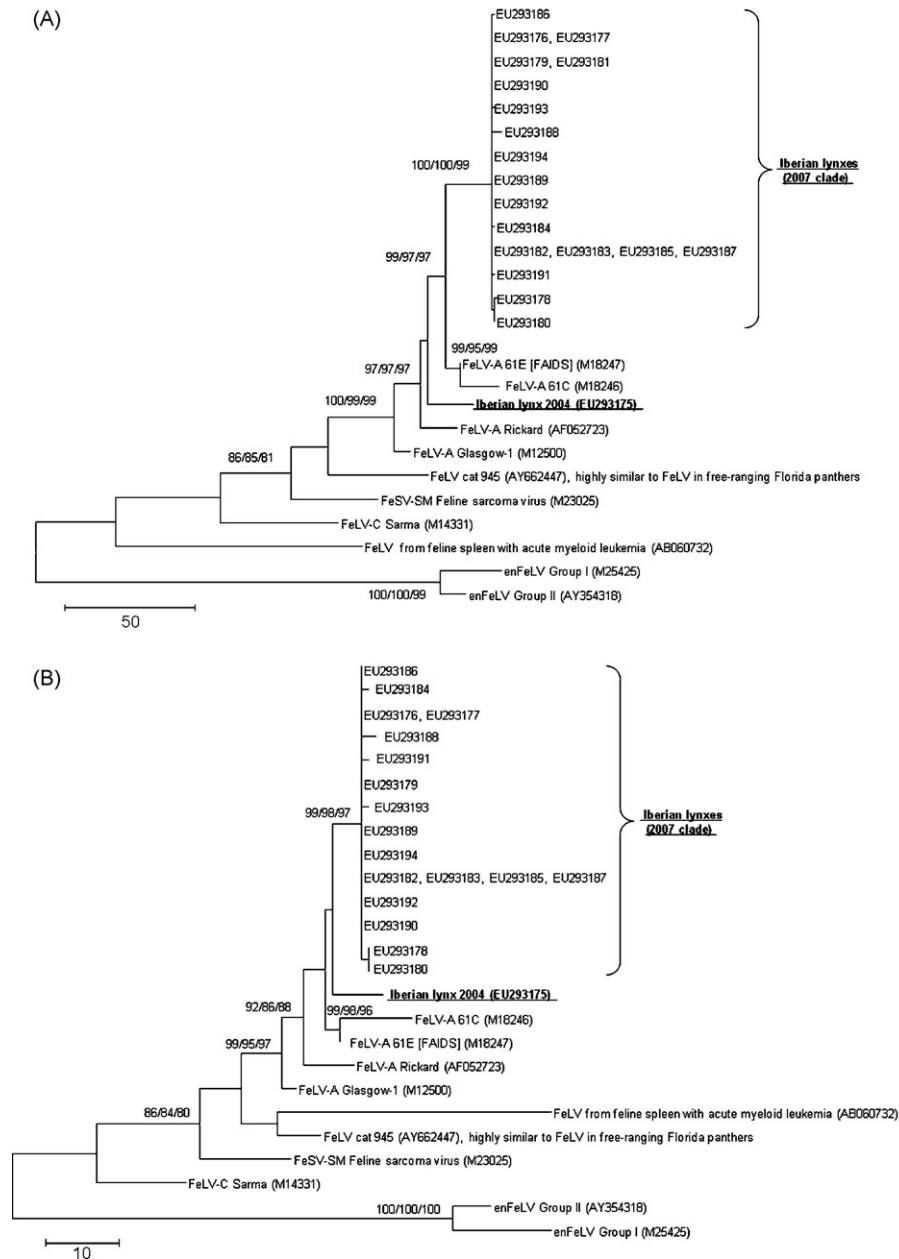 (A)
EU293186
EU293176, EU293177
EU293179, EU293181
EU293190
EU293193
EU293188
100/100/99
EU293194
Iberian lynxes
(2007 clade)
EU293189
EU293192
EU293184
99/97/97
EU293182, EU293183, EU293185, EU293187
EU293191
EU293178
EU293180
99/95/99
97/97/97
FeLV-A 61E [FAIDS] (M18247)
FeLV-A 61C (M18246)
100/99/99
Iberian lynx 2004 (EU293175)
FeLV-A Rickard (AF052723)
86/85/81
FeLV-A Glasgow-1 (M12500)
FeLV cat 945 (AY662447), highly similar to FeLV in free-ranging Florida panthers
FeSV-SM Feline sarcoma virus (M23025)
FeLV-C Sarma (M14331)
FeLV from feline spleen with acute myeloid leukemia (AB060732)
enFeLV Group I (M25425)
100/100/99
enFeLV Group II (AY354318)
50
(B)
EU293186
EU293184
EU293176, EU293177
EU293188
EU293191
EU293179
99/98/97
EU293193
Iberian lynxes
(2007 clade)
EU293189
EU293194
EU293182, EU293183, EU293185, EU293187
EU293192
EU293190
EU293178
EU293180
Iberian lynx 2004 (EU293175)
92/86/88
99/98/96
FeLV-A 61C (M18246)
FeLV-A 61E [FAIDS] (M18247)
99/95/97
FeLV-A Rickard (AF052723)
FeLV-A Glasgow-1 (M12500)
86/84/80
FeLV from feline spleen with acute myeloid leukemia (AB060732)
FeLV cat 945 (AY662447), highly similar to FeLV in free-ranging Florida panthers
FeSV-SM Feline sarcoma virus (M23025)
FeLV-C Sarma (M14331)
100/100/100
enFeLV Group II (AY354318)
enFeLV Group I (M25425)
10